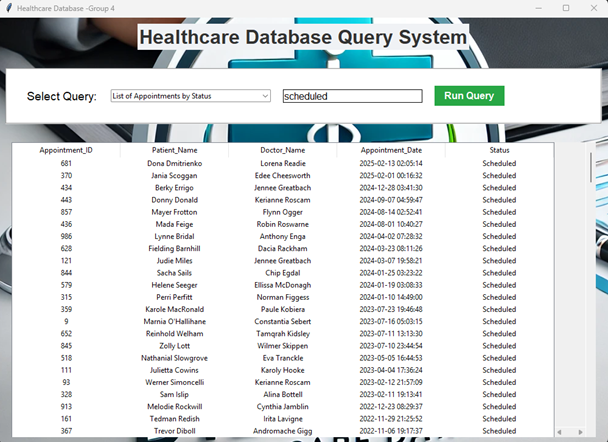 Healthcare Database -Group 4
Healthcare Database Query System
Select Query: List of Appointments by Status scheduled Run Query
Appointment_ID Patient_Name Doctor_Name Appointment_Date Status
681 Dona Dmitrienko Lorena Readie 2025-02-13 02:05:14 Scheduled
370 Jania Scoggan Edee Cheesworth 2025-02-01 00:16:32 Scheduled
434 Berky Errigo Jennee Greatbach 2024-12-28 03:41:30 Scheduled
443 Donny Donald Kerianne Roscam 2024-09-07 04:59:47 Scheduled
857 Mayer Frotton Flynn Ogger 2024-08-14 02:52:41 Scheduled
436 Mada Feige Robin Roswarne 2024-08-01 10:40:27 Scheduled
986 Lynne Bridal Anthony Enga 2024-04-02 07:28:32 Scheduled
628 Fielding Barnhill Dacia Rackham 2024-03-23 08:11:26 Scheduled
121 Judie Miles Jennee Greatbach 2024-03-07 19:58:21 Scheduled
844 Sacha Sails Chip Egdal 2024-01-25 03:23:22 Scheduled
579 Helene Seeger Ellissa McDonagh 2024-01-19 03:08:33 Scheduled
315 Perri Perfitt Norman Figgess 2024-01-10 14:49:00 Scheduled
359 Karole MacRonald Paule Kobiera 2023-07-23 19:46:48 Scheduled
9 Marnia O'Hallihane Constantia Sebert 2023-07-16 05:03:15 Scheduled
652 Reinhold Welham Tamqrah Kidsley 2023-07-11 13:13:30 Scheduled
845 Zolly Lott Wilmer Skippen 2023-07-10 23:44:54 Scheduled
518 Nathanial Slowgrove Eva Tranckle 2023-05-05 16:44:53 Scheduled
111 Julietta Cowins Karoly Hooke 2023-04-04 17:36:24 Scheduled
93 Werner Simoncelli Kerianne Roscam 2023-02-12 21:57:09 Scheduled
328 Sam Islip Alina Bottell 2023-02-11 19:13:41 Scheduled
913 Melodie Rockwill Cynthia Jamblin 2022-12-23 08:29:37 Scheduled
161 Tedman Redish Irita Lavigne 2022-11-29 21:25:52 Scheduled
367 Trevor Diboll Andromache Gigg 2022-11-06 19:17:37 Scheduled